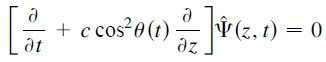 [∂/∂t + c cos²θ(t) ∂/∂z] Ψ̂(z, t) = 0